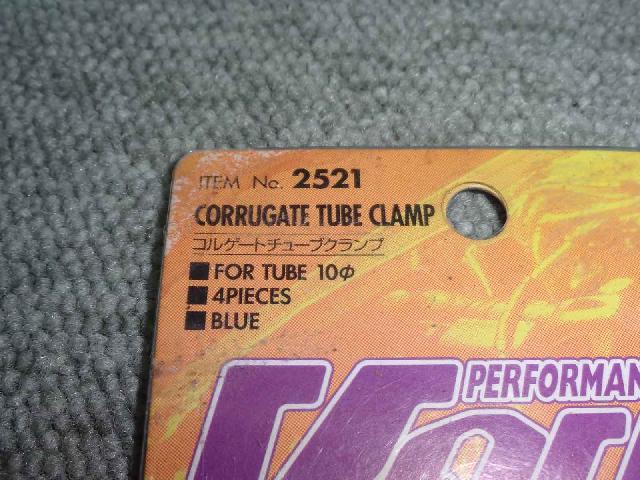 ITEM No. 2521
CORRUGATE TUBE CLAMP
コルゲートチューブクランプ
■ FOR TUBE 10φ
■ 4PIECES
■ BLUE